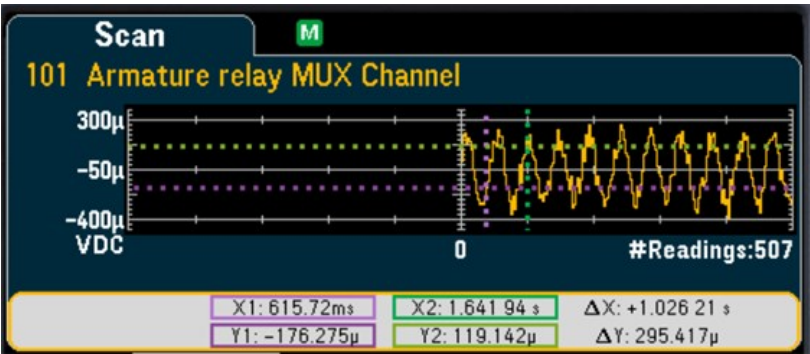 Scan M
101 Armature relay MUX Channel
300µ
-50µ
-400µ
VDC
0 #Readings:507
X1: 615.72ms X2: 1.641 94 s ΔX: +1.026 21 s
Y1: -176.275µ Y2: 119.142µ ΔY: 295.417µ